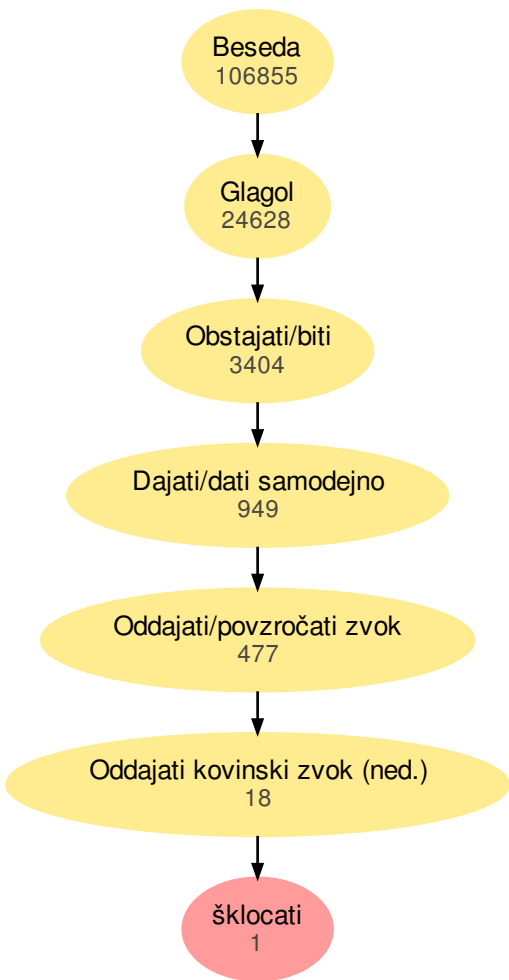 Beseda
106855
Glagol
24628
Obstajati/biti
3404
Dajati/dati samodejno
949
Oddajati/povzročati zvok
477
Oddajati kovinski zvok (ned.)
18
šklocati
1